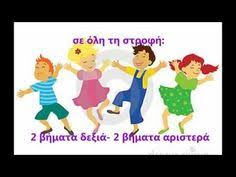 σε όλη τη στροφή:
2 βήματα δεξιά- 2 βήματα αριστερά